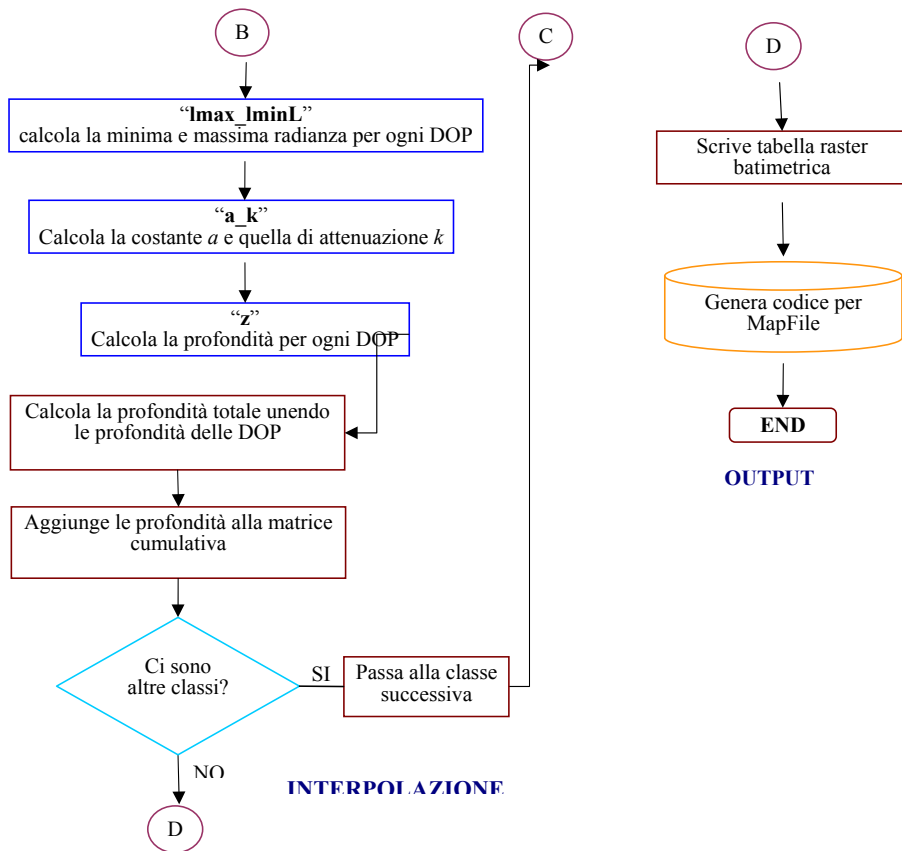 B
“lmax_lminL”
calcola la minima e massima radianza per ogni DOP
“a_k”
Calcola la costante a e quella di attenuazione k
“z”
Calcola la profondità per ogni DOP
Calcola la profondità totale unendo
le profondità delle DOP
Aggiunge le profondità alla matrice
cumulativa
Ci sono
altre classi?
SI
Passa alla classe
successiva
NO
INTERPOLAZIONE
D
C
D
Scrive tabella raster
batimetrica
Genera codice per
MapFile
END
OUTPUT